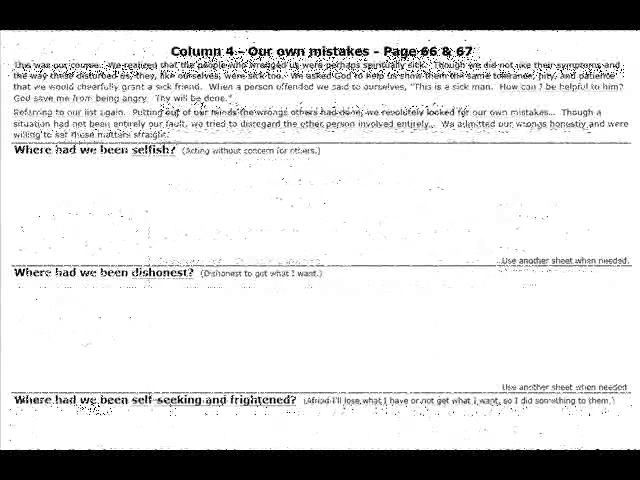 Column 4 - Our own mistakes - Page 66 & 67
This was our course: We realized that the people who wronged us were perhaps spiritually sick. Though we did not like their symptoms and
the way these disturbed us, they, like ourselves, were sick too. We asked God to help us show them the same tolerance, pity, and patience
that we would cheerfully grant a sick friend. When a person offended we said to ourselves, "This is a sick man. How can I be helpful to him?
God save me from being angry. Thy will be done."
Referring to our list again. Putting out of our minds the wrongs others had done, we resolutely looked for our own mistakes... Though a
situation had not been entirely our fault, we tried to disregard the other person involved entirely... We admitted our wrongs honestly and were
willing to set these matters straight.
Where had we been selfish? (Acting without concern for others.)
Use another sheet when needed.
Where had we been dishonest? (Dishonest to get what I want.)
Use another sheet when needed
Where had we been self-seeking and frightened? (Afraid I'll lose what I have or not get what I want, so I did something to them.)